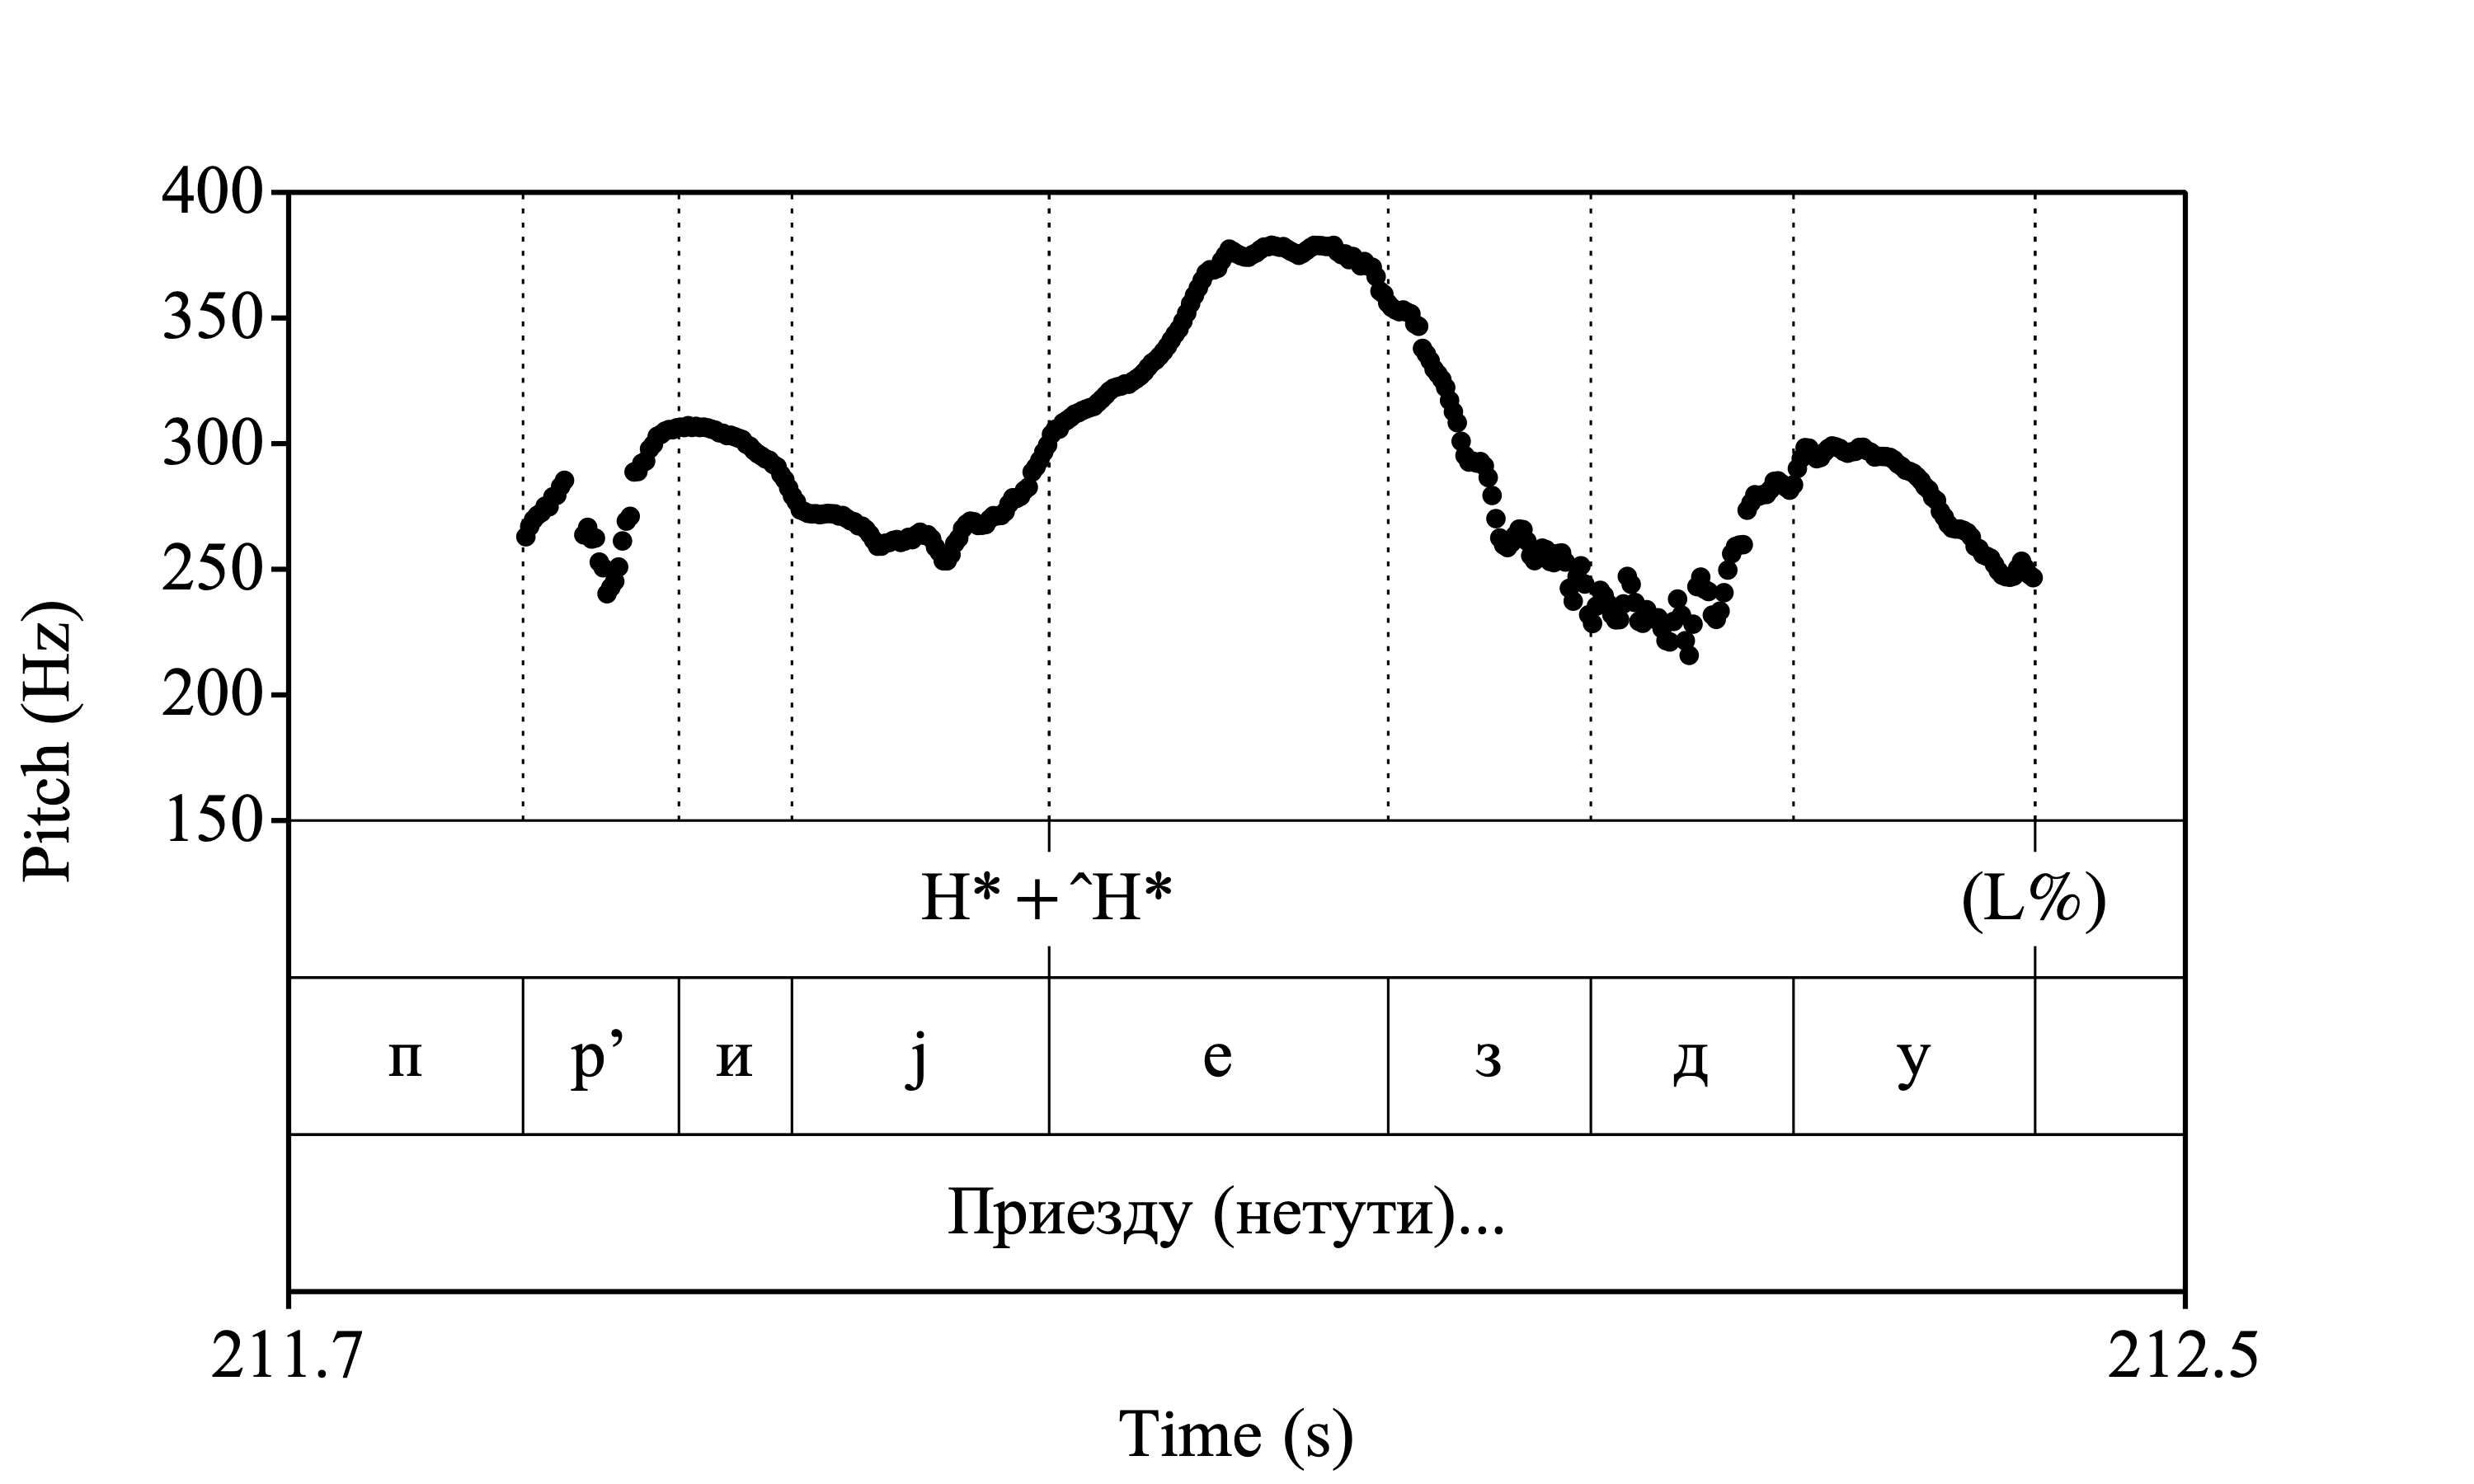 400
350
300
250
200
150
Pitch (Hz)
H*+^H* (L%)
п р’ и j е з д у
Приезду (нетути)...
211.7 212.5
Time (s)